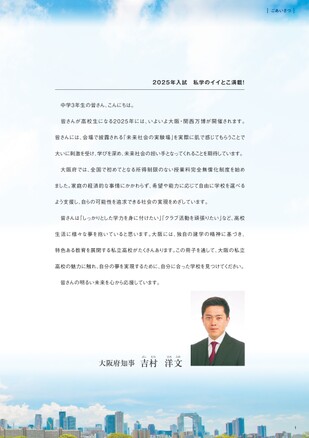 ごあいさつ
2025年入試　私学のイイとこ満載!
中学3年生の皆さん、こんにちは。
皆さんが高校生になる2025年には、いよいよ大阪・関西万博が開催されます。
皆さんには、会場で披露される「未来社会の実験場」を実際に肌で感じてもらうことで
大いに刺激を受け、学びを深め、未来社会の担い手となってくれることを期待しています。
大阪府では、全国で初めてとなる所得制限のない授業料完全無償化制度を始め
ました。家庭の経済的な事情にかかわらず、希望や能力に応じて自由に学校を選べる
よう支援し、自らの可能性を追求できる社会の実現をめざしています。
皆さんは「しっかりとした学力を身に付けたい」「クラブ活動を頑張りたい」など、高校
生活に様々な夢を抱いていると思います。大阪には、独自の建学の精神に基づき、
特色ある教育を展開する私立高校がたくさんあります。この冊子を通して、大阪の私立
高校の魅力に触れ、自分の夢を実現するために、自分に合った学校を見つけてください。
皆さんの明るい未来を心から応援しています。
大阪府知事　吉村　洋文
1